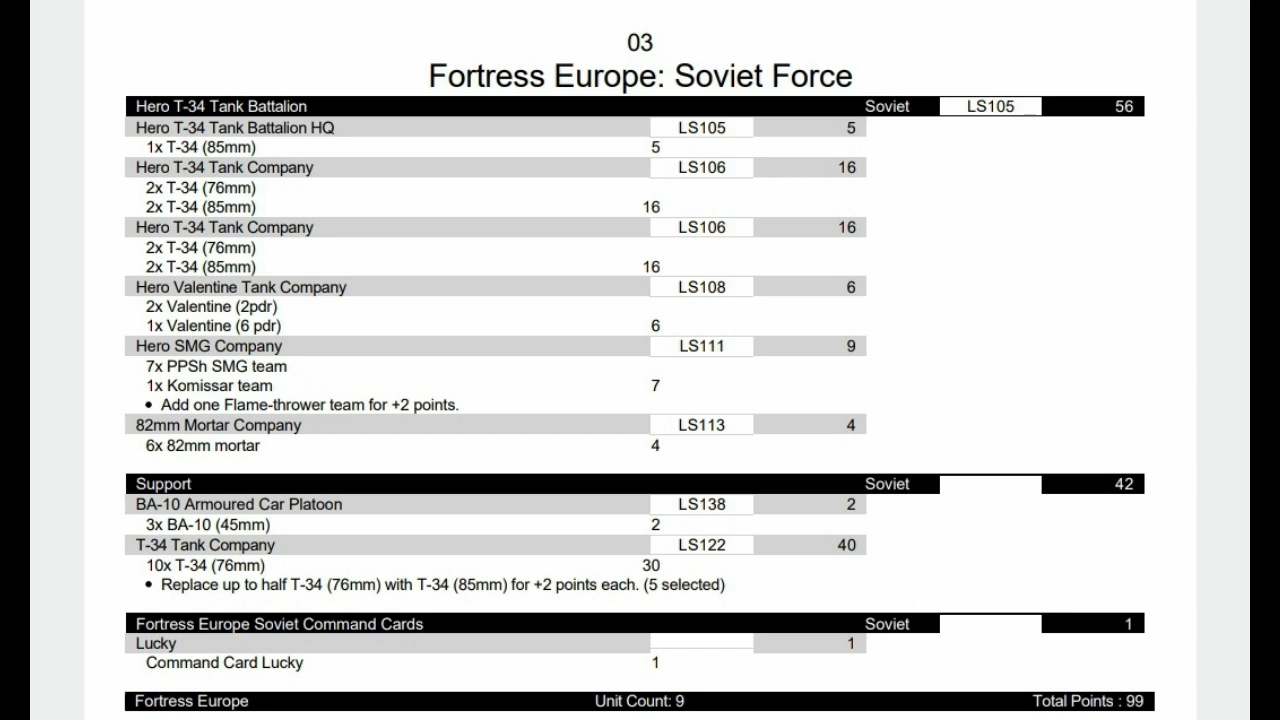 03
Fortress Europe: Soviet Force
Hero T-34 Tank Battalion Soviet LS105 56
Hero T-34 Tank Battalion HQ LS105 5
1x T-34 (85mm) 5
Hero T-34 Tank Company LS106 16
2x T-34 (76mm)
2x T-34 (85mm) 16
Hero T-34 Tank Company LS106 16
2x T-34 (76mm)
2x T-34 (85mm) 16
Hero Valentine Tank Company LS108 6
2x Valentine (2pdr)
1x Valentine (6 pdr) 6
Hero SMG Company LS111 9
7x PPSh SMG team
1x Komissar team 7
• Add one Flame-thrower team for +2 points.
82mm Mortar Company LS113 4
6x 82mm mortar 4
Support Soviet 42
BA-10 Armoured Car Platoon LS138 2
3x BA-10 (45mm) 2
T-34 Tank Company LS122 40
10x T-34 (76mm) 30
• Replace up to half T-34 (76mm) with T-34 (85mm) for +2 points each. (5 selected)
Fortress Europe Soviet Command Cards Soviet 1
Lucky 1
Command Card Lucky 1
Fortress Europe Unit Count: 9 Total Points : 99